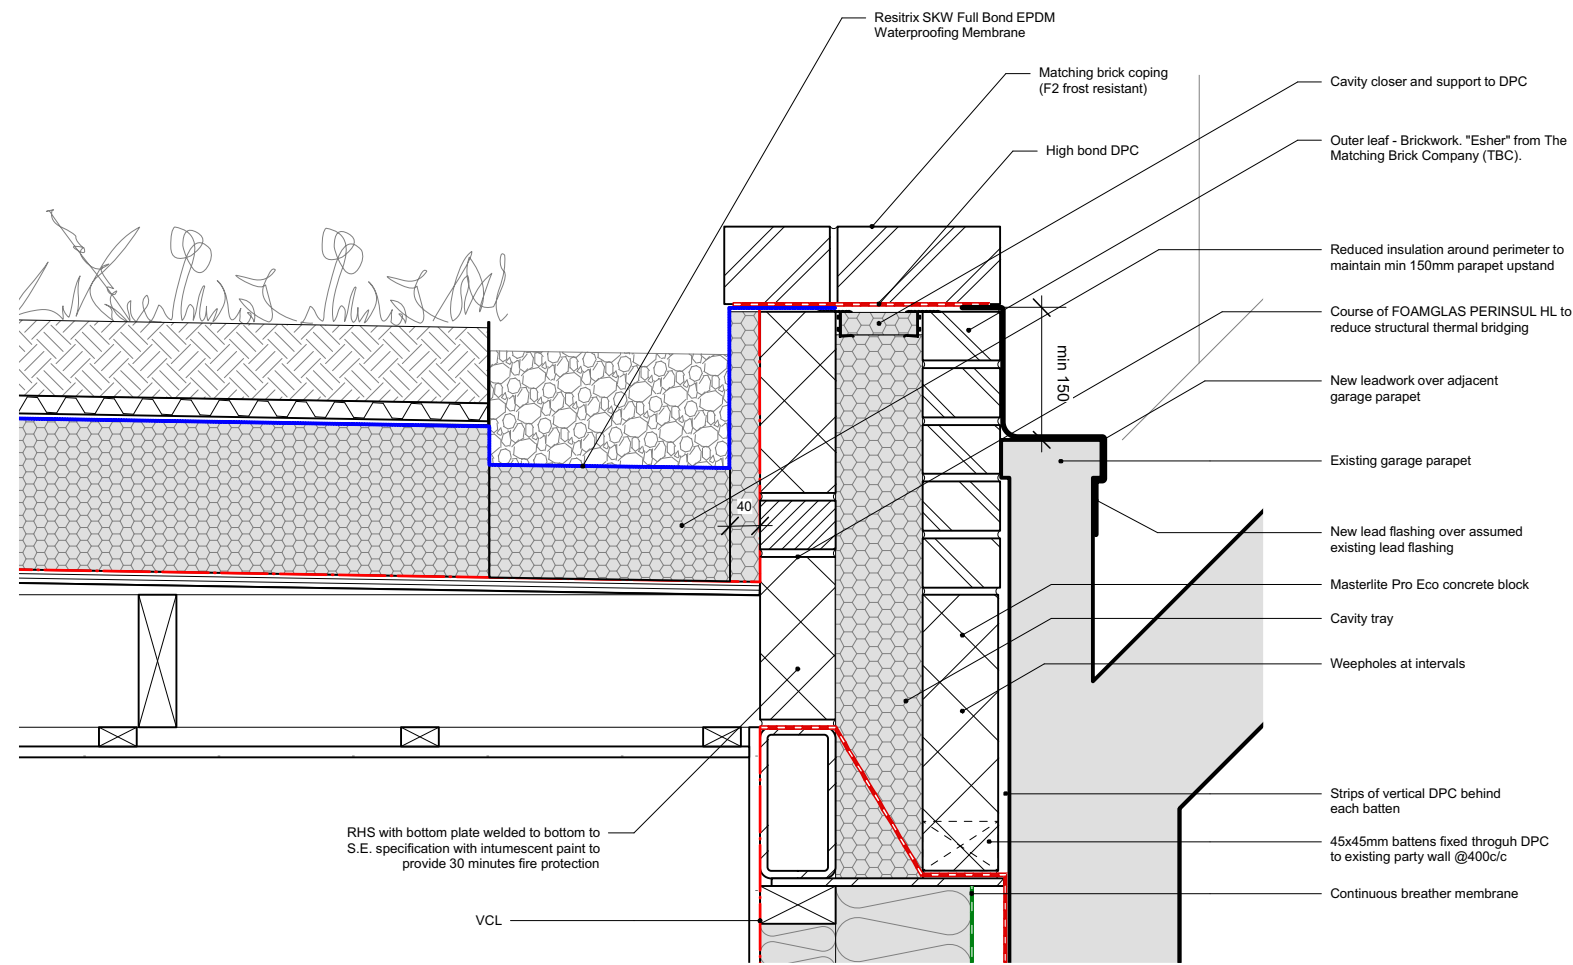 Resitrix SKW Full Bond EPDM
Waterproofing Membrane
Matching brick coping
(F2 frost resistant)
High bond DPC
Cavity closer and support to DPC
Outer leaf - Brickwork. "Esher" from The
Matching Brick Company (TBC).
Reduced insulation around perimeter to
maintain min 150mm parapet upstand
Course of FOAMGLAS PERINSUL HL to
reduce structural thermal bridging
min 150
New leadwork over adjacent
garage parapet
Existing garage parapet
40
New lead flashing over assumed
existing lead flashing
Masterlite Pro Eco concrete block
Cavity tray
Weepholes at intervals
Strips of vertical DPC behind
each batten
RHS with bottom plate welded to bottom to
S.E. specification with intumescent paint to
provide 30 minutes fire protection
45x45mm battens fixed throguh DPC
to existing party wall @400c/c
Continuous breather membrane
VCL